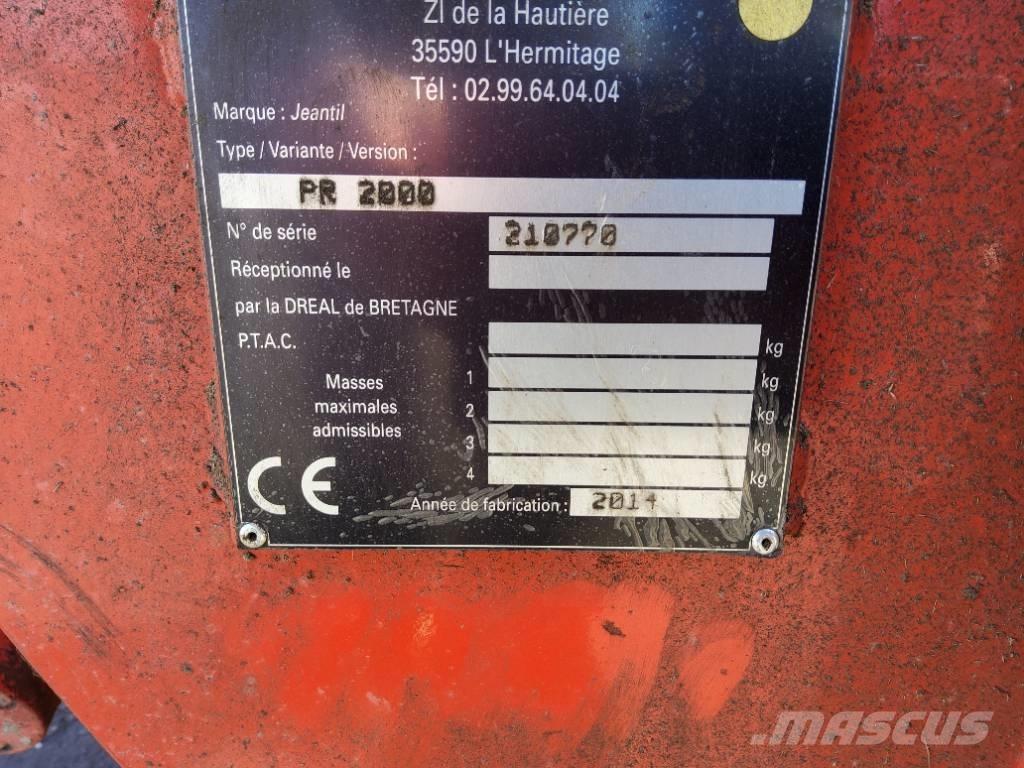 ZI de la Hautière
35590 L'Hermitage
Tél : 02.99.64.04.04
Marque : Jeantil
Type / Variante / Version :
PR 2000
N° de série 210770
Réceptionné le
par la DREAL de BRETAGNE
P.T.A.C. kg
Masses maximales admissibles
1 kg
2 kg
3 kg
4 kg
CE
Année de fabrication : 2014
MASCUS